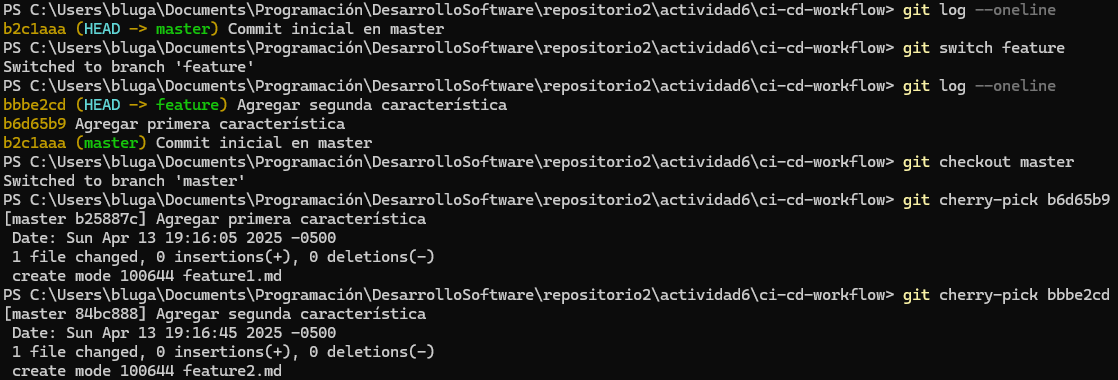 PS C:\Users\bluga\Documents\Programación\DesarrolloSoftware\repositorio2\actividad6\ci-cd-workflow> git log --oneline
b2c1aaa (HEAD -> master) Commit inicial en master
PS C:\Users\bluga\Documents\Programación\DesarrolloSoftware\repositorio2\actividad6\ci-cd-workflow> git switch feature
Switched to branch 'feature'
PS C:\Users\bluga\Documents\Programación\DesarrolloSoftware\repositorio2\actividad6\ci-cd-workflow> git log --oneline
bbbe2cd (HEAD -> feature) Agregar segunda característica
b6d65b9 Agregar primera característica
b2c1aaa (master) Commit inicial en master
PS C:\Users\bluga\Documents\Programación\DesarrolloSoftware\repositorio2\actividad6\ci-cd-workflow> git checkout master
Switched to branch 'master'
PS C:\Users\bluga\Documents\Programación\DesarrolloSoftware\repositorio2\actividad6\ci-cd-workflow> git cherry-pick b6d65b9
[master b25887c] Agregar primera característica
 Date: Sun Apr 13 19:16:05 2025 -0500
 1 file changed, 0 insertions(+), 0 deletions(-)
 create mode 100644 feature1.md
PS C:\Users\bluga\Documents\Programación\DesarrolloSoftware\repositorio2\actividad6\ci-cd-workflow> git cherry-pick bbbe2cd
[master 84bc888] Agregar segunda característica
 Date: Sun Apr 13 19:16:45 2025 -0500
 1 file changed, 0 insertions(+), 0 deletions(-)
 create mode 100644 feature2.md